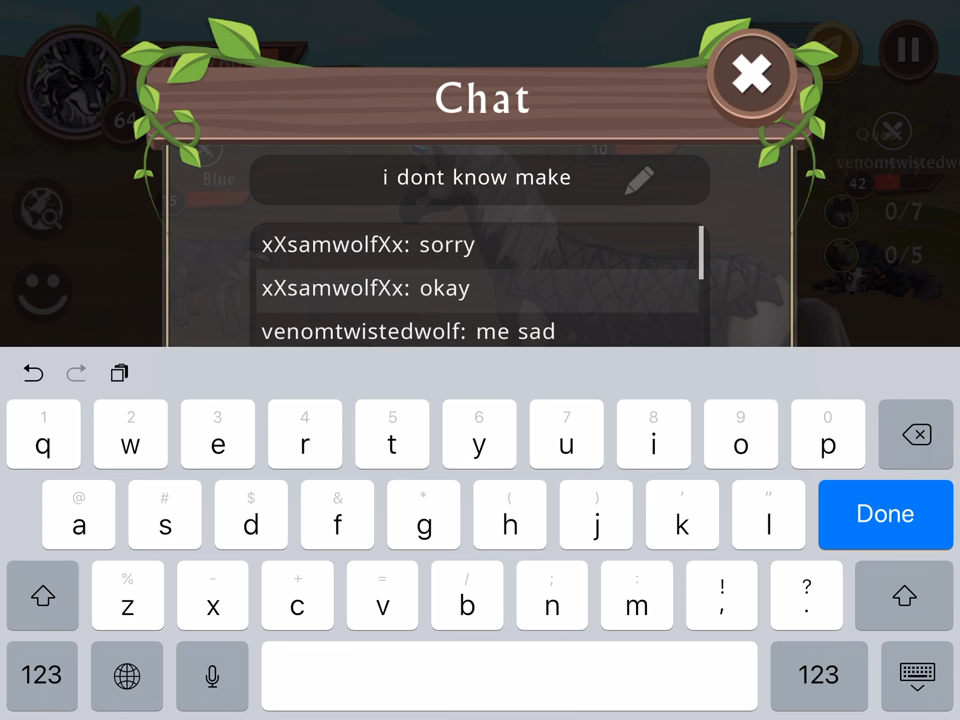 Chat
64
10
Blue
5
venomtwistedw
42
0/7
0/5
i dont know make
xXsamwolfXx: sorry
xXsamwolfXx: okay
venomtwistedwolf: me sad
1 2 3 4 5 6 7 8 9 0
q w e r t y u i o p
@ # $ & * ( ) ' "
a s d f g h j k l Done
% - + = / ; : ! ?
z x c v b n m , .
123 123